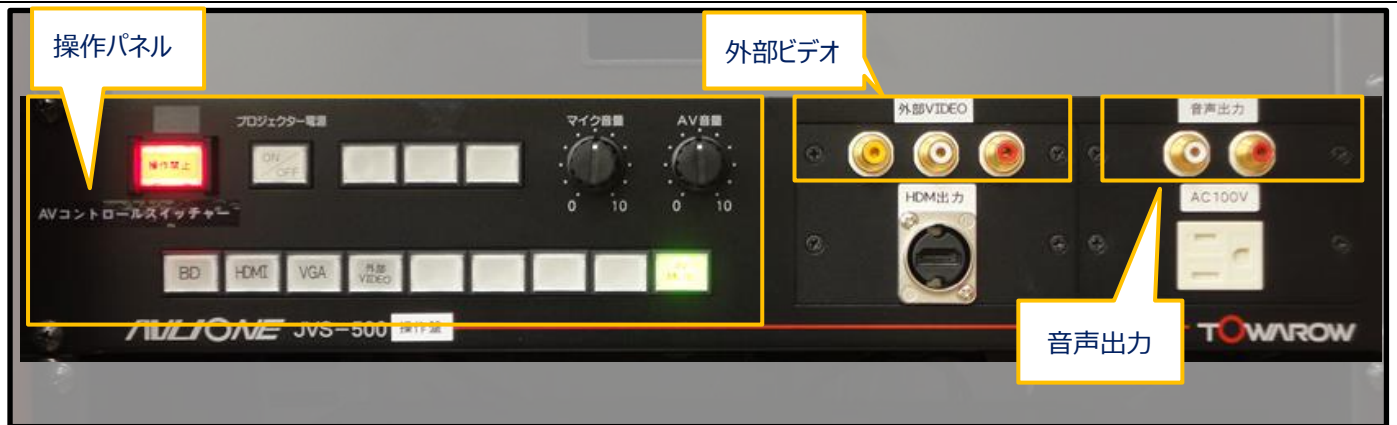 操作パネル
外部ビデオ
外部VIDEO
音声出力
プロジェクター電源
マイク音量
AV音量
操作禁止
ON/OFF
0 10
0 10
HDMI出力
AC100V
AVコントロールスイッチャー
BD
HDMI
VGA
外部
VIDEO
AVLIONE JVS-500 操作盤
音声出力
TOWAROW